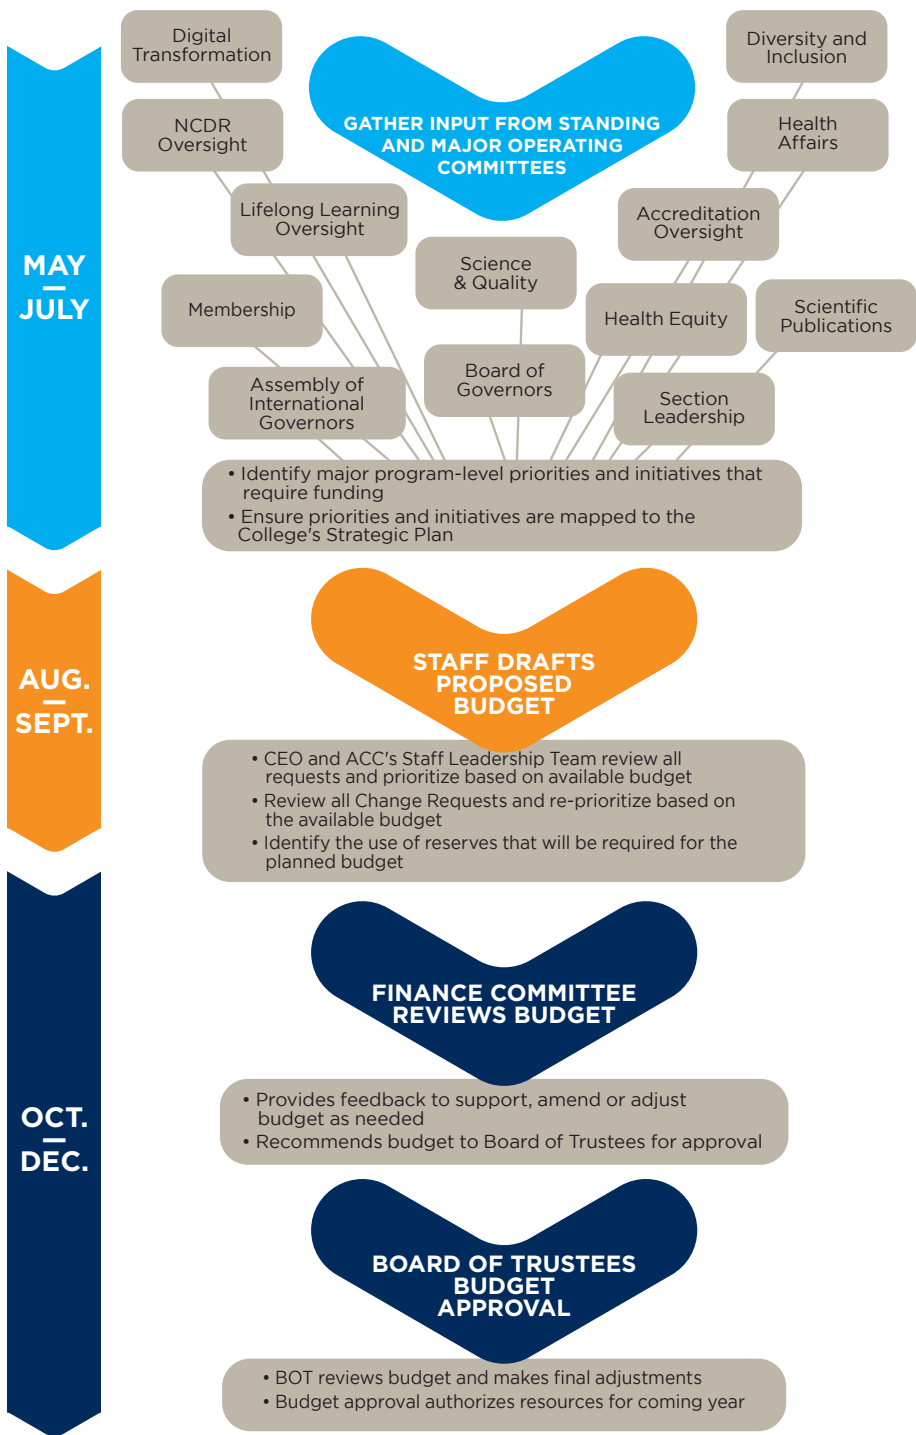 MAY
—
JULY
GATHER INPUT FROM STANDING
AND MAJOR OPERATING
COMMITTEES
Digital
Transformation
NCDR
Oversight
Lifelong Learning
Oversight
Membership
Assembly of
International
Governors
Science
& Quality
Board of
Governors
Diversity and
Inclusion
Health
Affairs
Accreditation
Oversight
Health Equity
Scientific
Publications
Section
Leadership
• Identify major program-level priorities and initiatives that
require funding
• Ensure priorities and initiatives are mapped to the
College's Strategic Plan
AUG.
—
SEPT.
STAFF DRAFTS
PROPOSED
BUDGET
• CEO and ACC's Staff Leadership Team review all
requests and prioritize based on available budget
• Review all Change Requests and re-prioritize based on
the available budget
• Identify the use of reserves that will be required for the
planned budget
OCT.
—
DEC.
FINANCE COMMITTEE
REVIEWS BUDGET
• Provides feedback to support, amend or adjust
budget as needed
• Recommends budget to Board of Trustees for approval
BOARD OF TRUSTEES
BUDGET
APPROVAL
• BOT reviews budget and makes final adjustments
• Budget approval authorizes resources for coming year